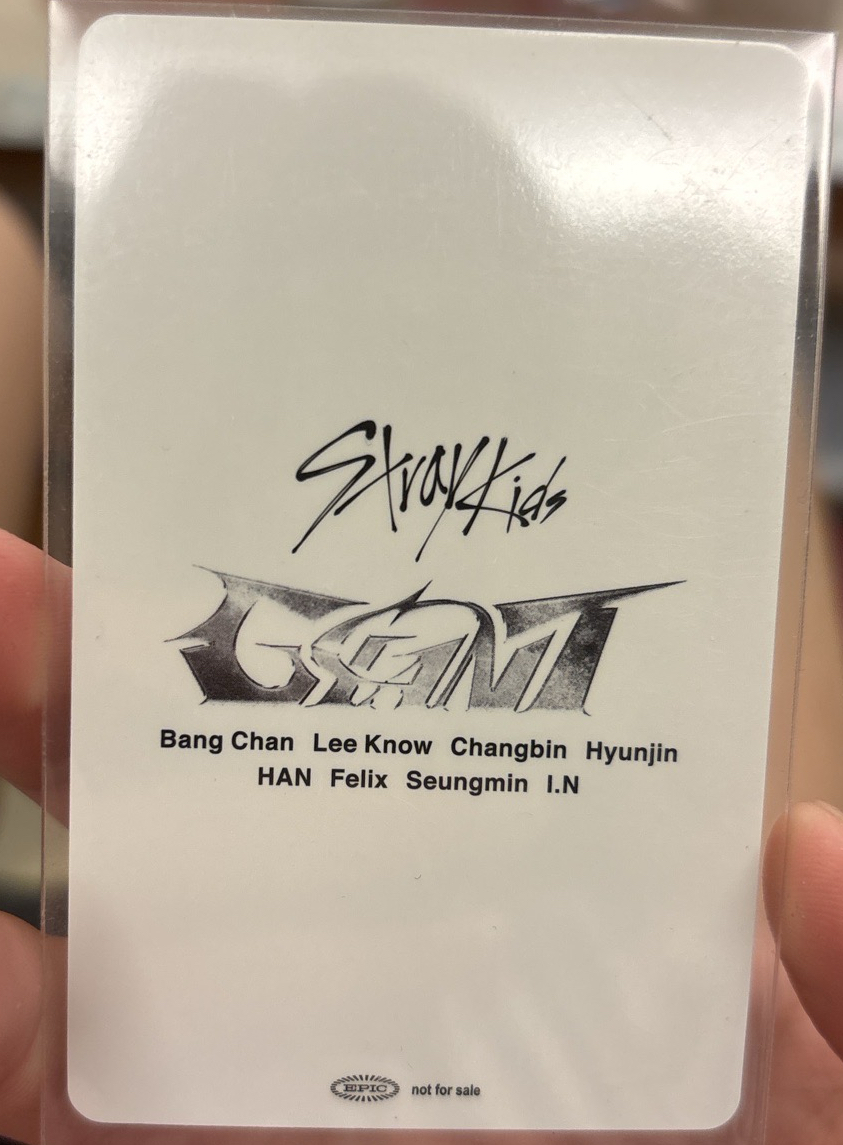 Stray Kids
GIANT
Bang Chan Lee Know Changbin Hyunjin
HAN Felix Seungmin I.N
EPIC not for sale